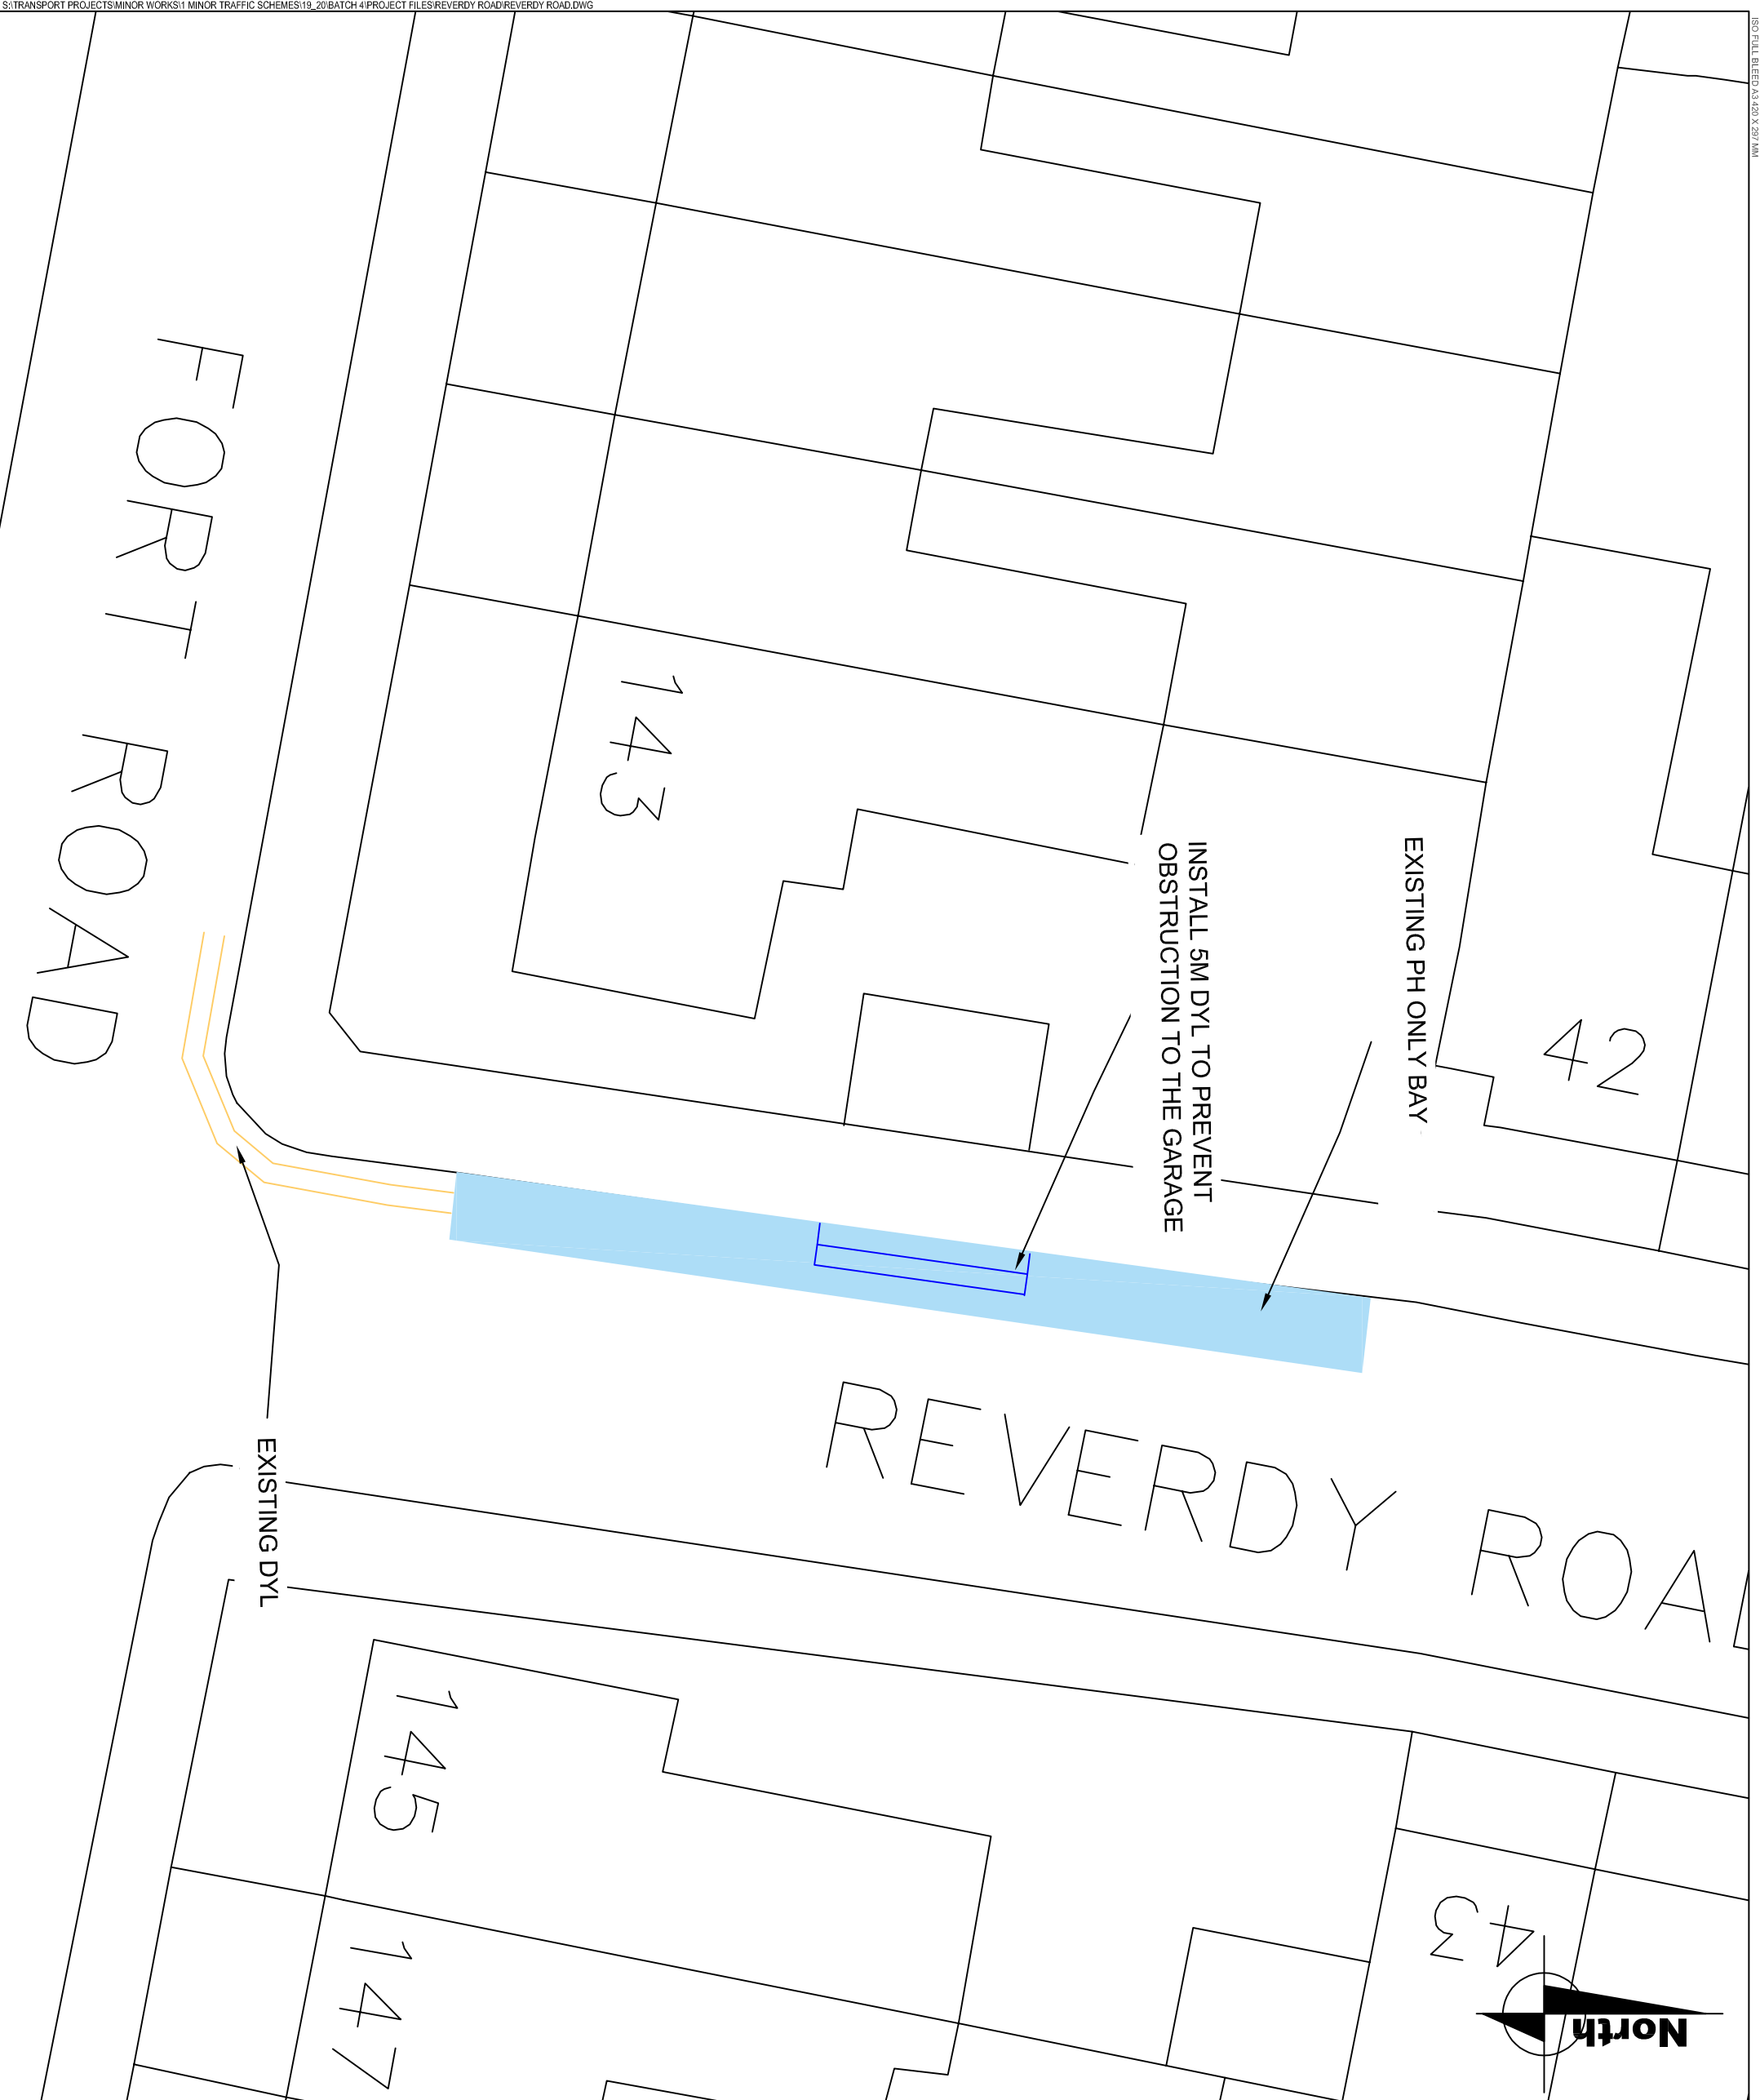 S:\TRANSPORT PROJECTS\MINOR WORKS\1 MINOR TRAFFIC SCHEMES\19_20\BATCH 4\PROJECT FILES\REVERDY ROAD\REVERDY ROAD.DWG
ISO FULL BLEED A3 420 X 297 MM
FORT ROAD
143
INSTALL 5M DYL TO PREVENT
OBSTRUCTION TO THE GARAGE
EXISTING PH ONLY BAY
42
REVERDY ROA
EXISTING DYL
145
147
43
North